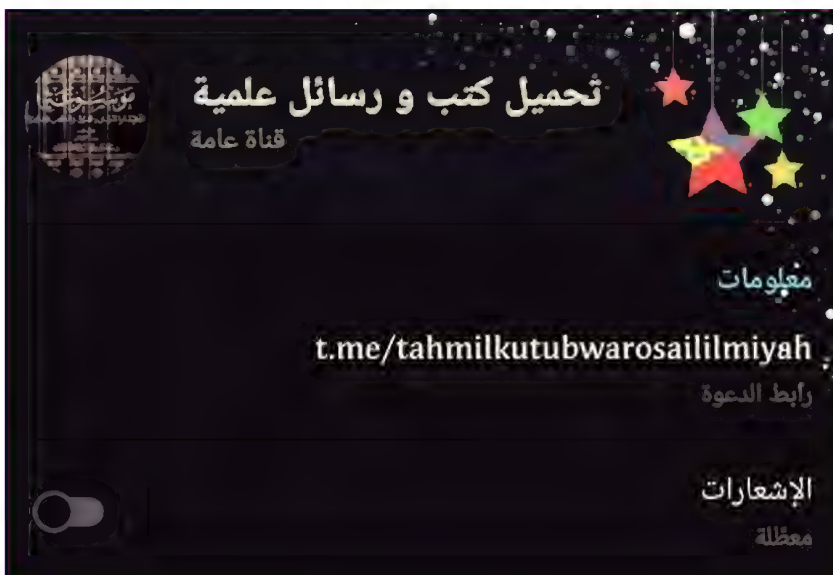 تحميل كتب و رسائل علمية
قناة عامة
معلومات
t.me/tahmilkutubwarosaililmiyah
رابط الدعوة
الإشعارات
معطلة